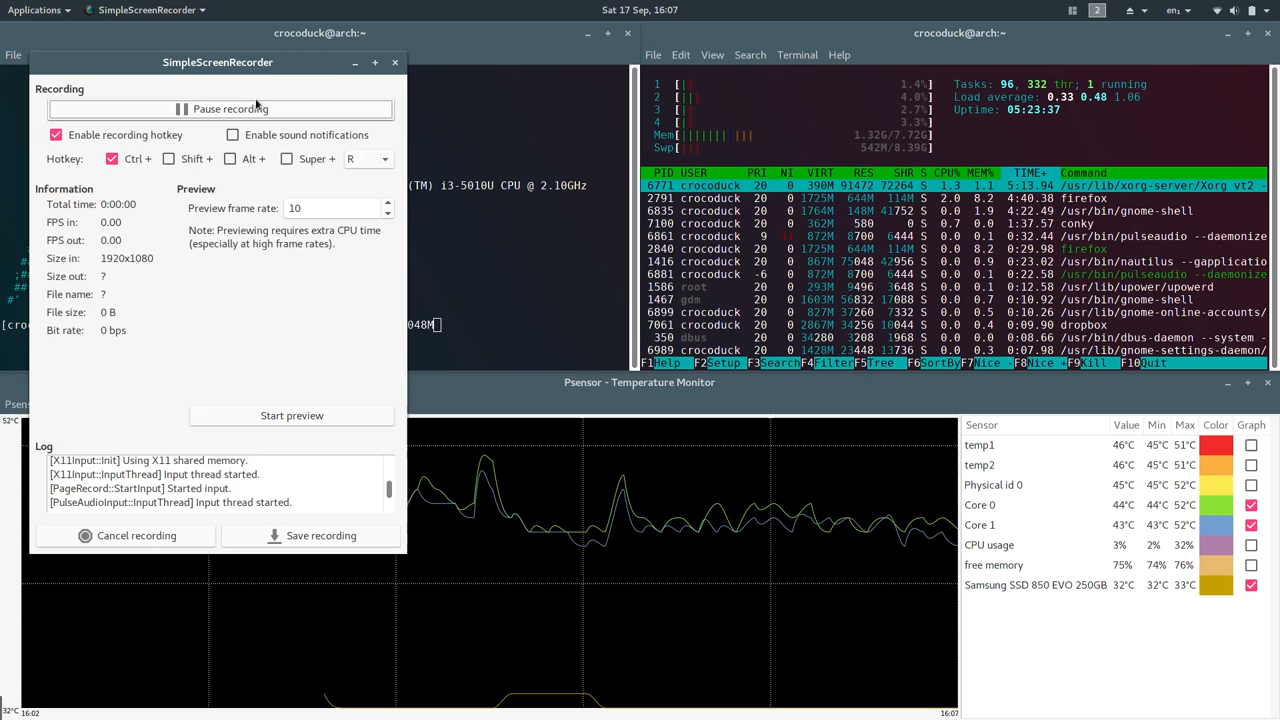 Applications
SimpleScreenRecorder
Sat 17 Sep, 16:07
2
en₁
crocoduck@arch:~
File
SimpleScreenRecorder
Recording
Pause recording
Enable recording hotkey
Enable sound notifications
Hotkey: Ctrl + Shift + Alt + Super + R
Information
Total time: 0:00:00
FPS in: 0.00
FPS out: 0.00
Size in: 1920x1080
Size out: ?
File name: ?
File size: 0 B
Bit rate: 0 bps
Preview
Preview frame rate: 10
Note: Previewing requires extra CPU time
(especially at high frame rates).
Start preview
Log
[X11Input::Init] Using X11 shared memory.
[X11Input::InputThread] Input thread started.
[PageRecord::StartInput] Started input.
[PulseAudioInput::InputThread] Input thread started.
Cancel recording
Save recording
(TM) i3-5010U CPU @ 2.10GHz
#
;#
##
#'
[croc
048M
crocoduck@arch:~
File Edit View Search Terminal Help
1 [|| 1.4%]
2 [||| 4.0%]
3 [|| 2.7%]
4 [|| 3.3%]
Mem[||||||||||||| 1.32G/7.72G]
Swp[||| 542M/8.39G]
Tasks: 96, 332 thr; 1 running
Load average: 0.33 0.48 1.06
Uptime: 05:23:37
PID USER PRI NI VIRT RES SHR S CPU% MEM% TIME+ Command
6771 crocoduck 20 0 390M 91472 72264 S 1.3 1.1 5:13.94 /usr/lib/xorg-server/Xorg vt2 -
2791 crocoduck 20 0 1725M 644M 114M S 2.0 8.2 4:40.38 firefox
6835 crocoduck 20 0 1764M 148M 41752 S 0.0 1.9 4:22.49 /usr/bin/gnome-shell
7100 crocoduck 20 0 362M 580 0 S 0.7 0.0 1:37.57 conky
6861 crocoduck 9 -11 872M 8700 6444 S 0.0 0.1 0:32.44 /usr/bin/pulseaudio --daemonize
2840 crocoduck 20 0 1725M 644M 114M S 0.0 8.2 0:29.98 firefox
1416 crocoduck 20 0 867M 75048 42956 S 0.0 0.9 0:23.02 /usr/bin/nautilus --gapplicatio
6881 crocoduck -6 0 872M 8700 6444 S 0.0 0.1 0:22.58 /usr/bin/pulseaudio --daemonize
1586 root 20 0 293M 9496 3648 S 0.0 0.1 0:12.58 /usr/lib/upower/upowerd
1467 gdm 20 0 1603M 56832 17088 S 0.0 0.7 0:10.92 /usr/bin/gnome-shell
6899 crocoduck 20 0 827M 37260 7332 S 0.0 0.5 0:10.26 /usr/lib/gnome-online-accounts/
7061 crocoduck 20 0 2867M 34256 10044 S 0.0 0.4 0:09.90 dropbox
350 dbus 20 0 34280 3208 1968 S 0.0 0.0 0:08.66 /usr/bin/dbus-daemon --system -
6989 crocoduck 20 0 1428M 23448 13736 S 0.0 0.3 0:07.98 /usr/lib/gnome-settings-daemon/
F1Help F2Setup F3Search F4Filter F5Tree F6SortBy F7Nice - F8Nice + F9Kill F10Quit
Psensor - Temperature Monitor
Psens
52°C
32°C
16:02
16:07
Sensor Value Min Max Color Graph
temp1 46°C 45°C 51°C
temp2 46°C 45°C 51°C
Physical id 0 45°C 45°C 52°C
Core 0 44°C 44°C 52°C
Core 1 43°C 43°C 52°C
CPU usage 3% 2% 32%
free memory 75% 74% 76%
Samsung SSD 850 EVO 250GB 32°C 32°C 33°C